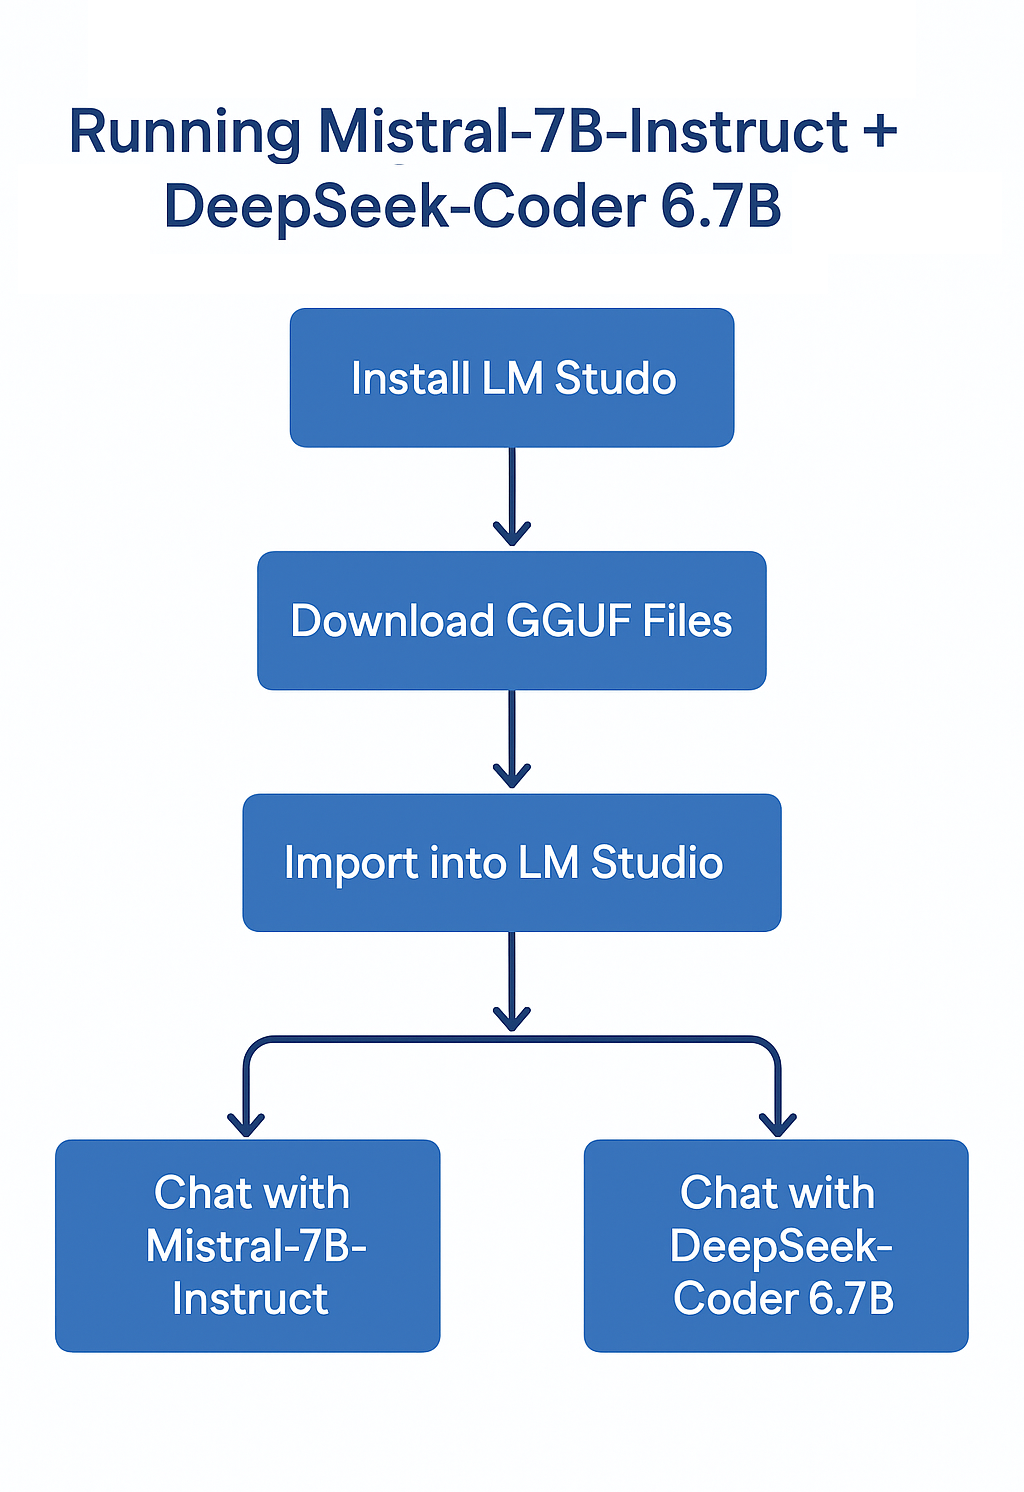 Running Mistral-7B-Instruct +
DeepSeek-Coder 6.7B
Install LM Studo
Download GGUF Files
Import into LM Studio
Chat with
Mistral-7B-
Instruct
Chat with
DeepSeek-
Coder 6.7B